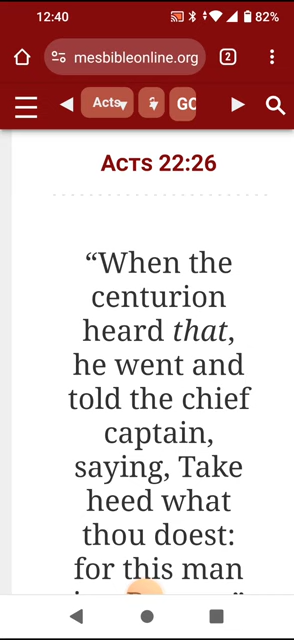 12:40 82%
mesbibleonline.org 2
Acts GO
ACTS 22:26
“When the
centurion
heard that,
he went and
told the chief
captain,
saying, Take
heed what
thou doest:
for this man